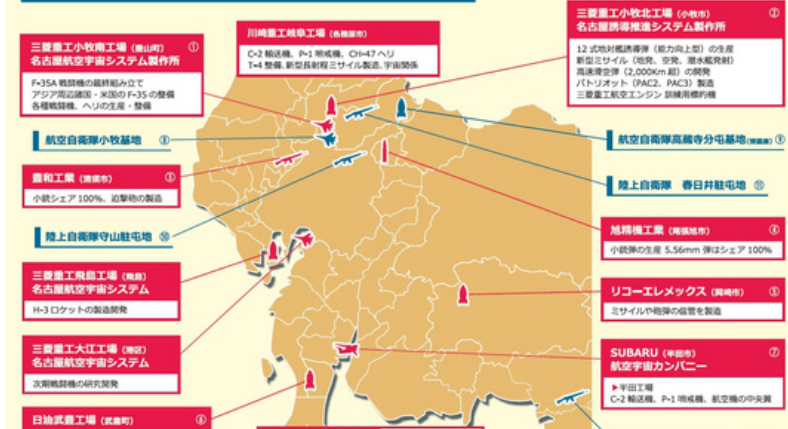 三菱重工小牧南工場（豊山町） ①
名古屋航空宇宙システム製作所
F-35A 戦闘機の最終組み立て
アジア周辺諸国・米国のF-35の整備
各種戦闘機、ヘリの生産・整備
川崎重工岐阜工場（各務原市）
C-2 輸送機、P-1 哨戒機、CH-47 ヘリ
T-4 整備、新型長射程ミサイル製造、宇宙関係
三菱重工小牧北工場（小牧市） ②
名古屋誘導推進システム製作所
12 式地対艦誘導弾（能力向上型）の生産
新型ミサイル（地発、空発、潜水艦発射）
高速滑空弾（2,000Km 超）の開発
パトリオット（PAC2、PAC3）製造
三菱重工航空エンジン 訓練用標的機
航空自衛隊小牧基地 ⑧
航空自衛隊高蔵寺分屯基地 ⑨
豊和工業（清須市） ③
小銃シェア 100%、迫撃砲の製造
陸上自衛隊 春日井駐屯地 ⑪
陸上自衛隊守山駐屯地 ⑩
旭精機工業（尾張旭市） ④
小銃弾の生産 5.56mm 弾はシェア 100%
三菱重工飛島工場（飛島）
名古屋航空宇宙システム
H-3 ロケットの製造開発
リコーエレメックス（岡崎市） ⑤
ミサイルや砲弾の信管を製造
三菱重工大江工場（港区）
名古屋航空宇宙システム
次期戦闘機の研究開発
SUBARU（半田市） ⑦
航空宇宙カンパニー
▶半田工場
C-2 輸送機、P-1 哨戒機、航空機の中央翼
日油武豊工場（武豊町） ⑥